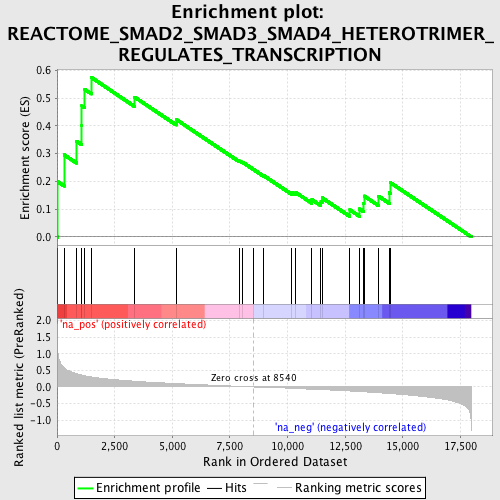 Enrichment plot:
REACTOME_SMAD2_SMAD3_SMAD4_HETEROTRIMER_
REGULATES_TRANSCRIPTION
Enrichment score (ES)
0.6
0.5
0.4
0.3
0.2
0.1
0.0
Ranked list metric (PreRanked)
2.0
1.5
1.0
0.5
0.0
-0.5
-1.0
'na_pos' (positively correlated)
Zero cross at 8540
'na_neg' (negatively correlated)
0 2,500 5,000 7,500 10,000 12,500 15,000 17,500
Rank in Ordered Dataset
Enrichment profile Hits Ranking metric scores